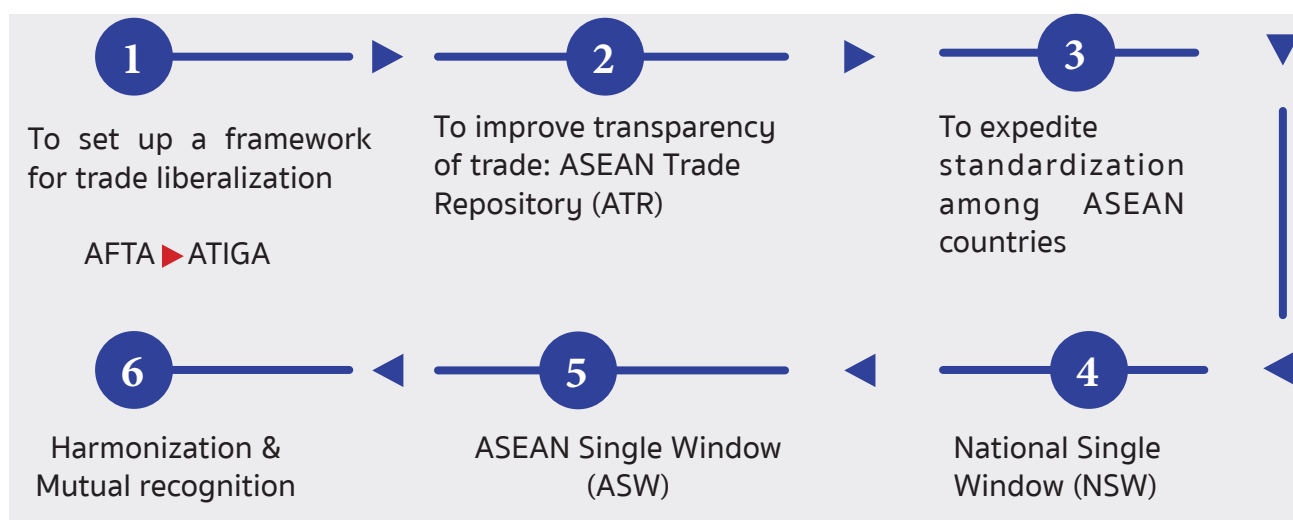 1
To set up a framework
for trade liberalization
AFTA ▶ ATIGA
2
To improve transparency
of trade: ASEAN Trade
Repository (ATR)
3
To expedite
standardization
among ASEAN
countries
4
National Single
Window (NSW)
5
ASEAN Single Window
(ASW)
6
Harmonization &
Mutual recognition